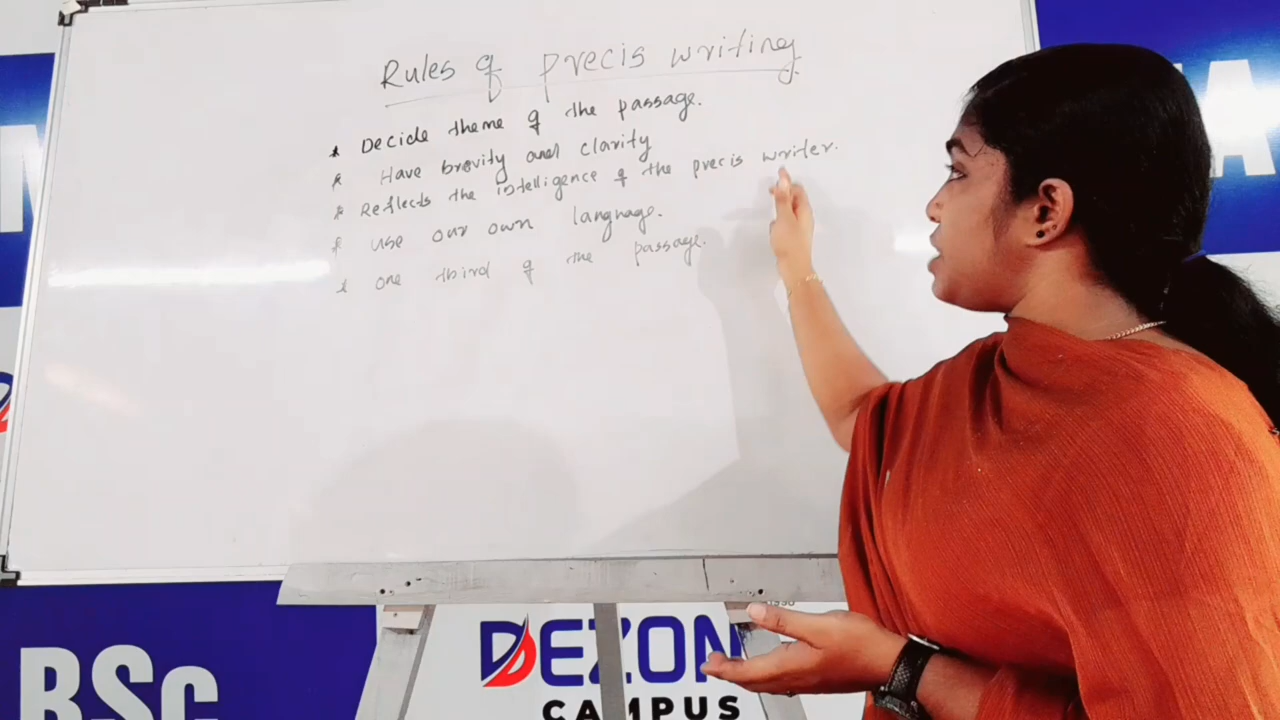 Rules of precis writing
* Decide theme of the passage.
* Have brevity and clarity
* Reflects the intelligence of the precis writer.
* use our own language.
* one third of the passage.
BSc
DEZON
CAMPUS